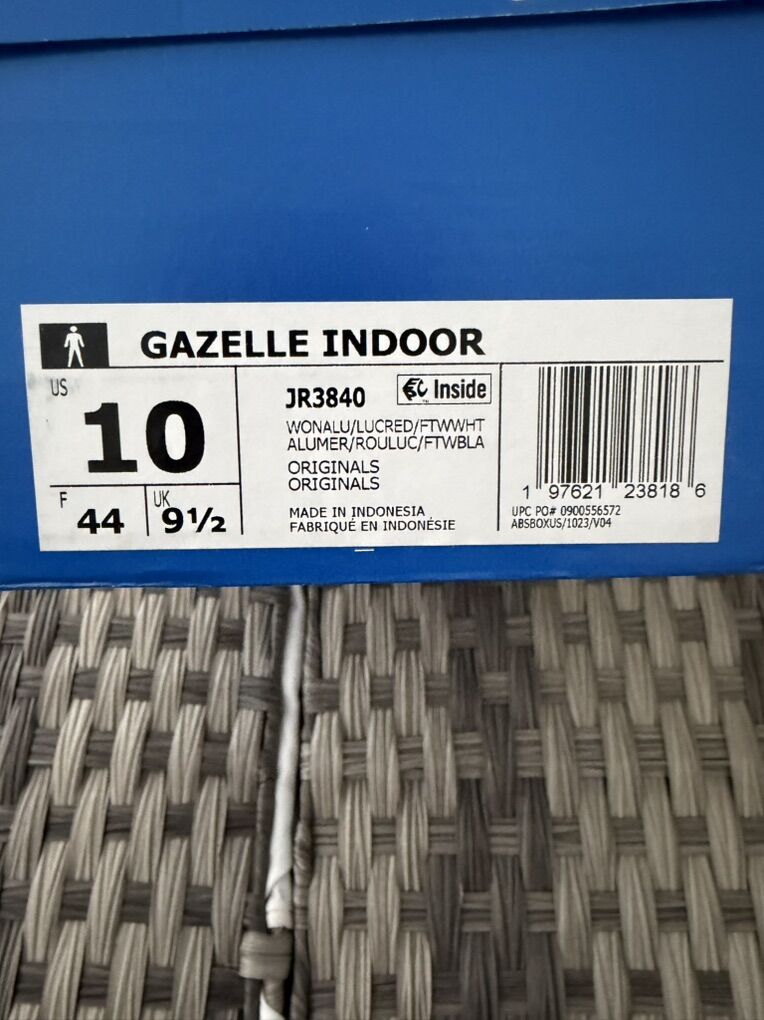 GAZELLE INDOOR
US
10
F
44
UK
9½
JR3840
Inside
WONALU/LUCRED/FTWWHT
ALUMER/ROULUC/FTWBLA
ORIGINALS
ORIGINALS
MADE IN INDONESIA
FABRIQUÉ EN INDONÉSIE
1 97621 23818 6
UPC PO# 0900556572
ABSBOXUS/1023/V04